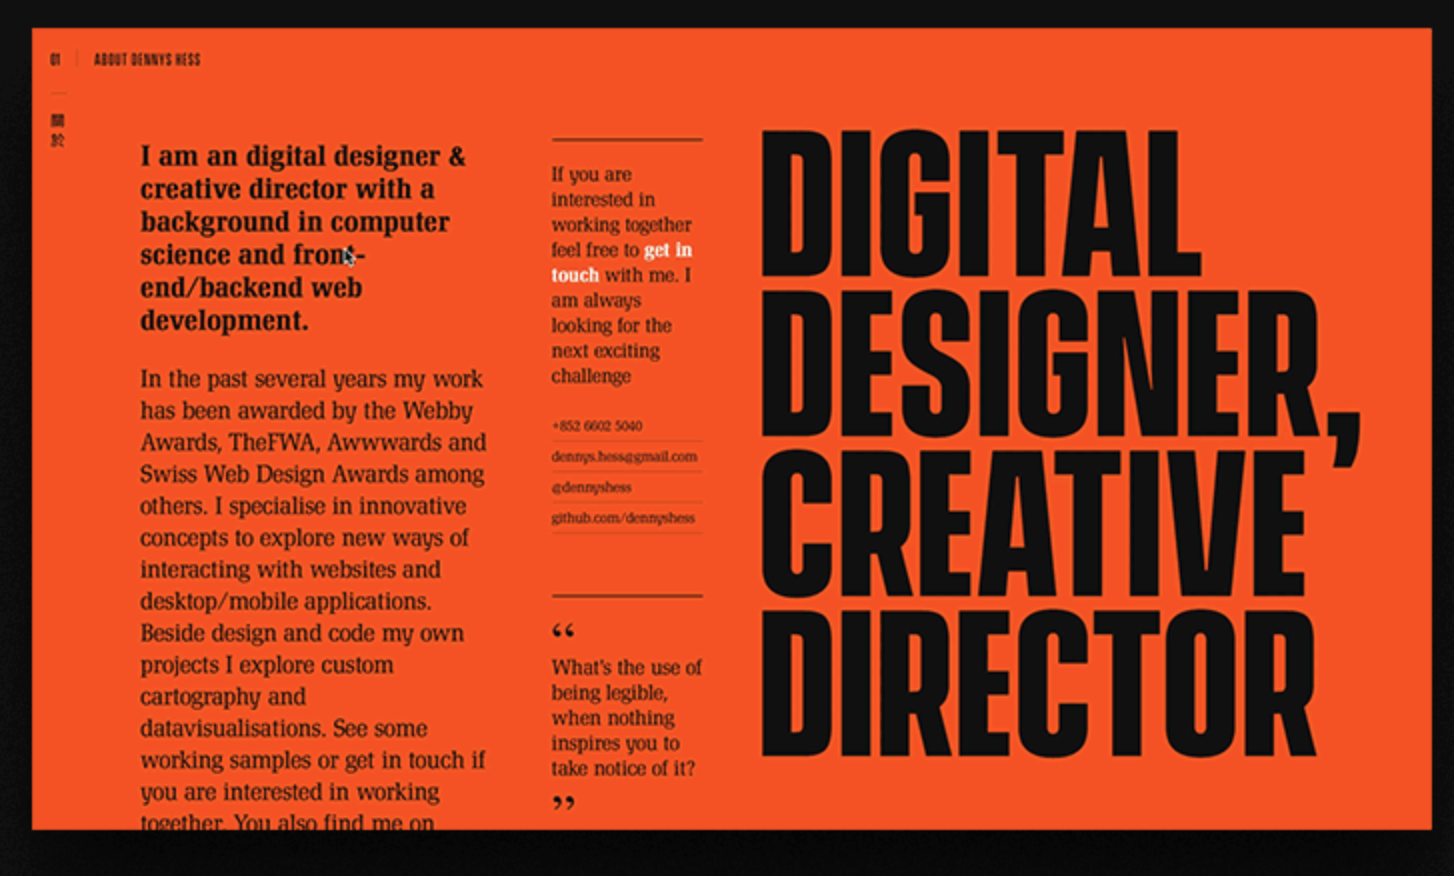 01 | ABOUT DENNYS HESS
I am an digital designer &
creative director with a
background in computer
science and front-
end/backend web
development.
In the past several years my work
has been awarded by the Webby
Awards, TheFWA, Awwwards and
Swiss Web Design Awards among
others. I specialise in innovative
concepts to explore new ways of
interacting with websites and
desktop/mobile applications.
Beside design and code my own
projects I explore custom
cartography and
datavisualisations. See some
working samples or get in touch if
you are interested in working
together. You also find me on
If you are
interested in
working together
feel free to get in
touch with me. I
am always
looking for the
next exciting
challenge
+852 6602 5040
dennys.hess@gmail.com
@dennyshess
github.com/dennyshess
“
What's the use of
being legible,
when nothing
inspires you to
take notice of it?
”
DIGITAL
DESIGNER,
CREATIVE
DIRECTOR